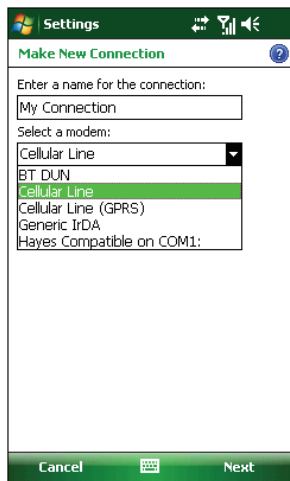 Settings
Make New Connection
Enter a name for the connection:
My Connection
Select a modem:
Cellular Line
BT DUN
Cellular Line
Cellular Line (GPRS)
Generic IrDA
Hayes Compatible on COM1:
Cancel
Next